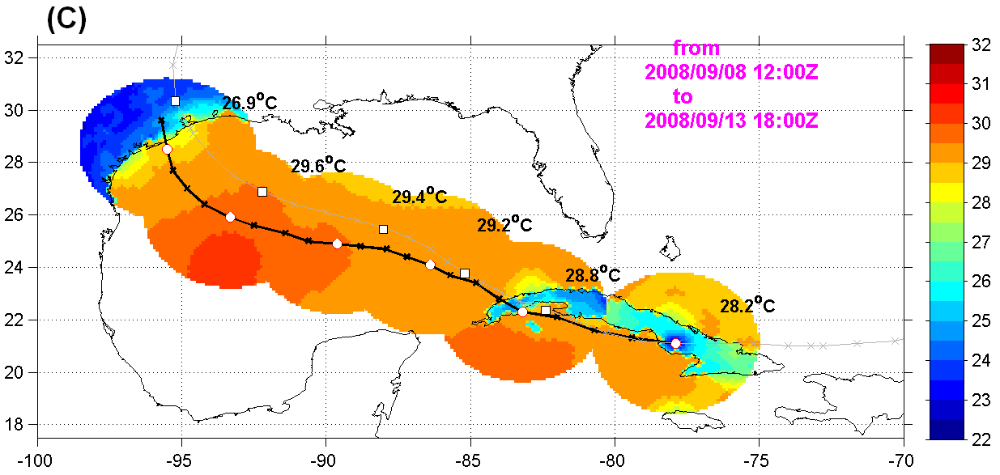 (C)
from
2008/09/08 12:00Z
to
2008/09/13 18:00Z
26.9°C
29.6°C
29.4°C
29.2°C
28.8°C
28.2°C
32
30
28
26
24
22
20
18
-100
-95
-90
-85
-80
-75
-70
32
31
30
29
28
27
26
25
24
23
22